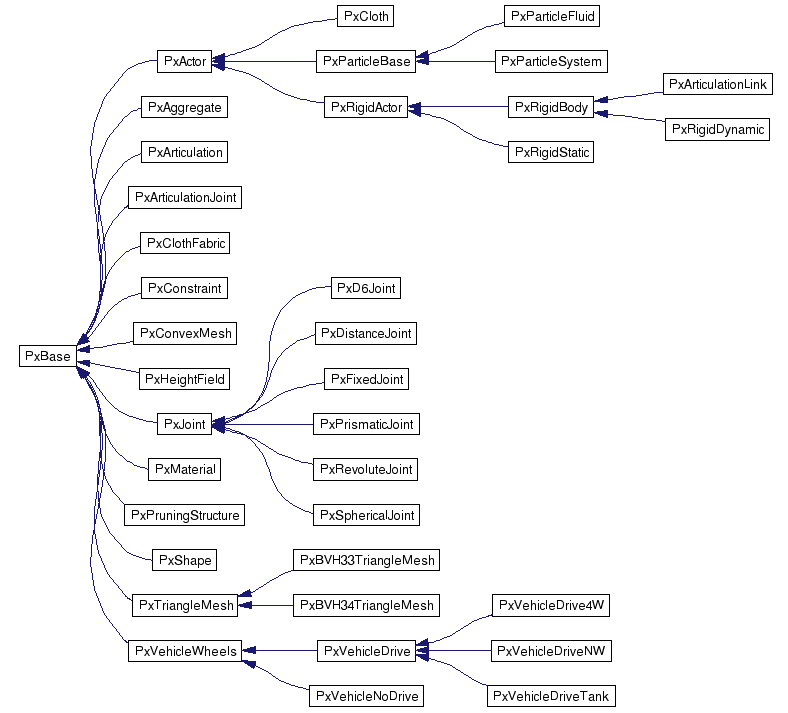 PxCloth
PxParticleFluid
PxActor
PxParticleBase
PxParticleSystem
PxArticulationLink
PxAggregate
PxRigidActor
PxRigidBody
PxRigidDynamic
PxArticulation
PxRigidStatic
PxArticulationJoint
PxClothFabric
PxConstraint
PxD6Joint
PxConvexMesh
PxDistanceJoint
PxBase
PxHeightField
PxFixedJoint
PxJoint
PxPrismaticJoint
PxMaterial
PxRevoluteJoint
PxPruningStructure
PxSphericalJoint
PxShape
PxBVH33TriangleMesh
PxTriangleMesh
PxBVH34TriangleMesh
PxVehicleDrive4W
PxVehicleWheels
PxVehicleDrive
PxVehicleDriveNW
PxVehicleNoDrive
PxVehicleDriveTank